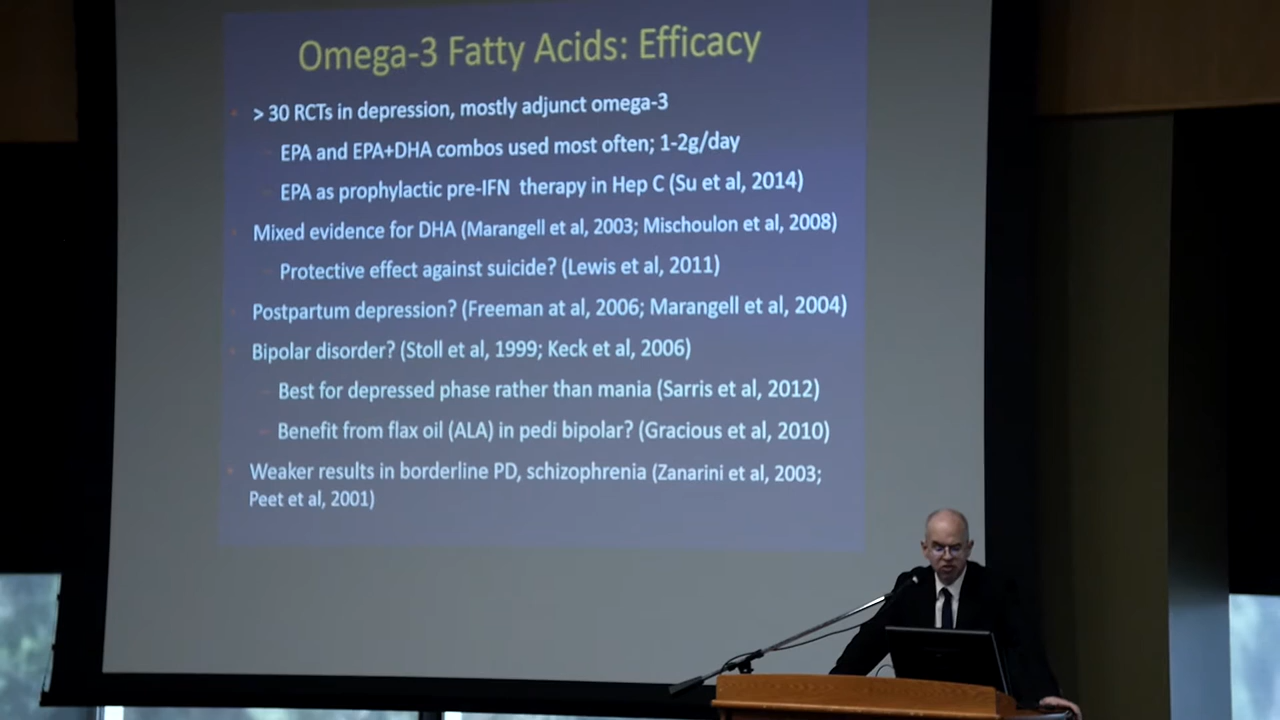 Omega-3 Fatty Acids: Efficacy
> 30 RCTs in depression, mostly adjunct omega-3
EPA and EPA+DHA combos used most often; 1-2g/day
EPA as prophylactic pre-IFN therapy in Hep C (Su et al, 2014)
Mixed evidence for DHA (Marangell et al, 2003; Mischoulon et al, 2008)
Protective effect against suicide? (Lewis et al, 2011)
Postpartum depression? (Freeman at al, 2006; Marangell et al, 2004)
Bipolar disorder? (Stoll et al, 1999; Keck et al, 2006)
Best for depressed phase rather than mania (Sarris et al, 2012)
Benefit from flax oil (ALA) in pedi bipolar? (Gracious et al, 2010)
Weaker results in borderline PD, schizophrenia (Zanarini et al, 2003;
Peet et al, 2001)